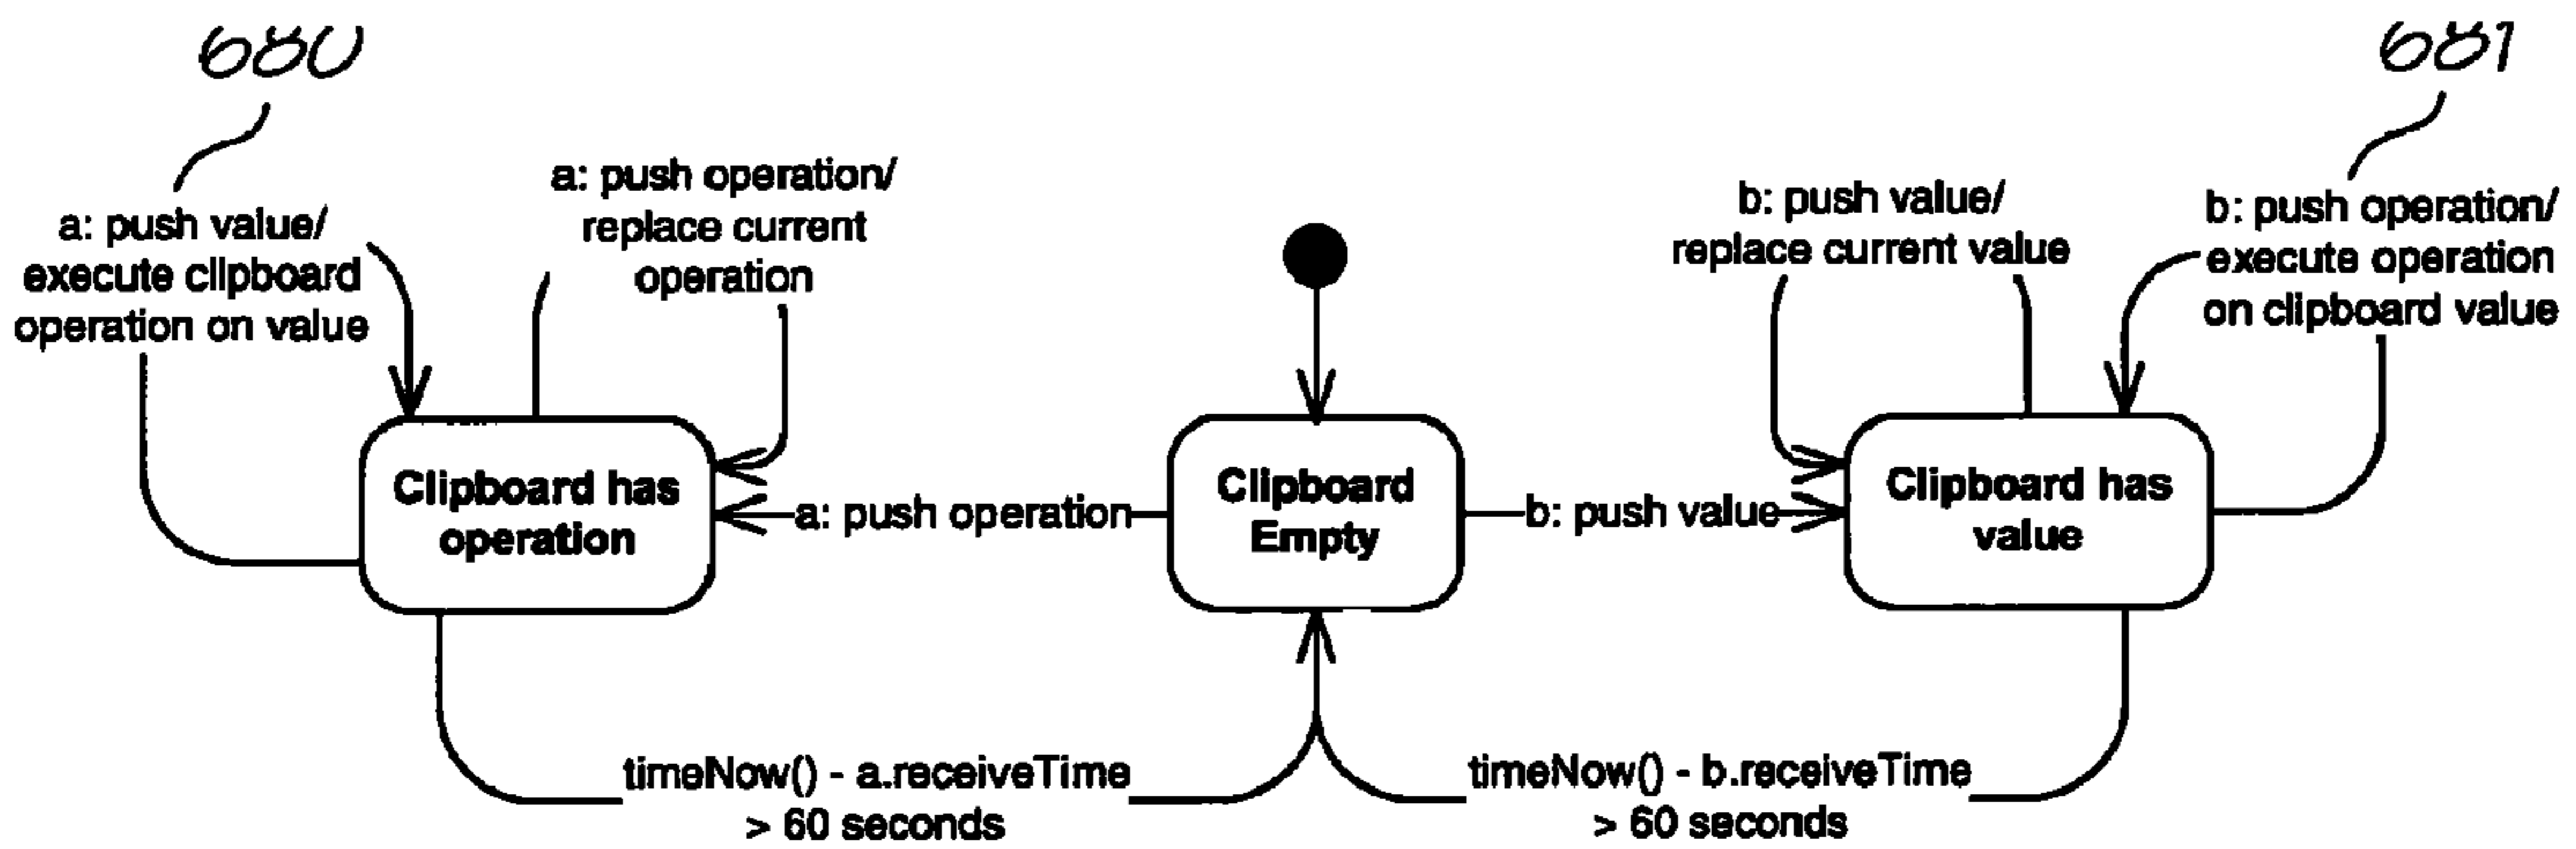 680
681
a: push value/
execute clipboard
operation on value
a: push operation/
replace current
operation
b: push value/
replace current value
b: push operation/
execute operation
on clipboard value
Clipboard has
operation
a: push operation
Clipboard
Empty
b: push value
Clipboard has
value
timeNow() - a.receiveTime
> 60 seconds
timeNow() - b.receiveTime
> 60 seconds